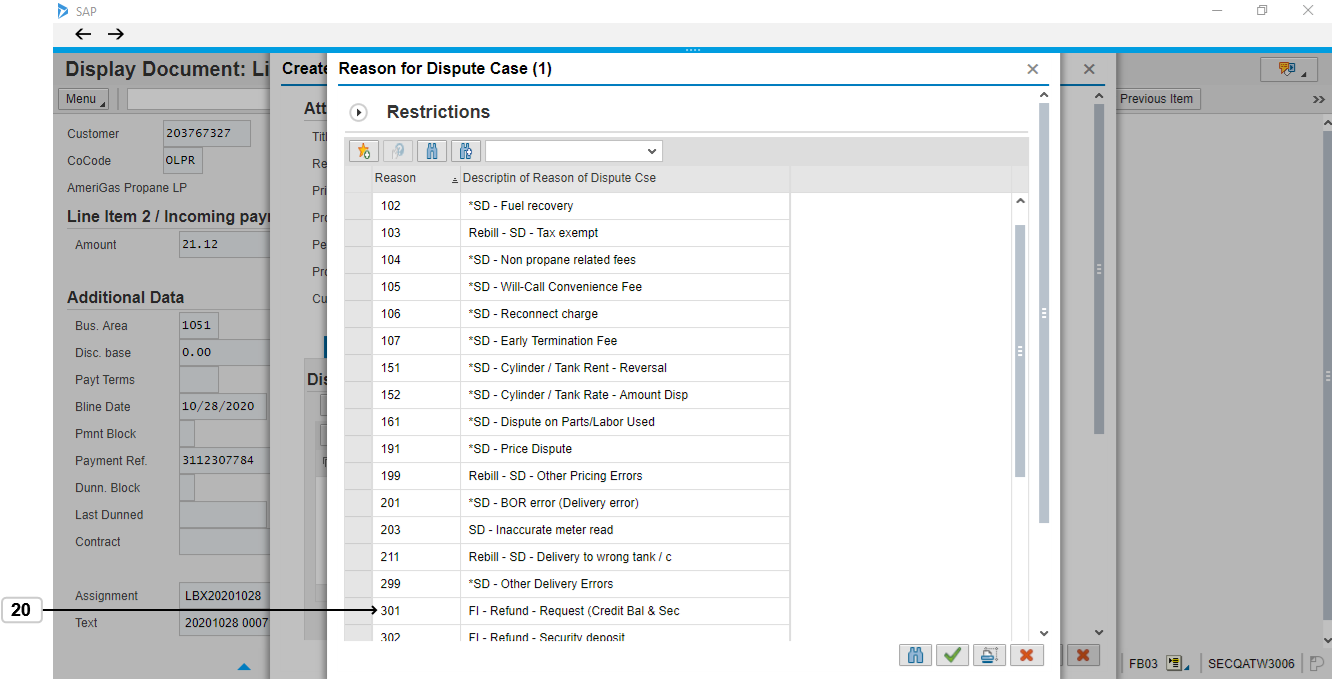 SAP
Display Document: Li
Create
Reason for Dispute Case (1)
Menu
Previous Item
Att
Restrictions
Customer 203767327
CoCode OLPR
AmeriGas Propane LP
Line Item 2 / Incoming payr
Amount 21.12
Additional Data
Bus. Area 1051
Disc. base 0.00
Payt Terms
Bline Date 10/28/2020
Pmnt Block
Payment Ref. 3112307784
Dunn. Block
Last Dunned
Contract
Assignment LBX20201028
Text 20201028 0007
Titl
Re
Pri
Pro
Pe
Pro
Cu
Dis
Reason Descriptin of Reason of Dispute Cse
102 *SD - Fuel recovery
103 Rebill - SD - Tax exempt
104 *SD - Non propane related fees
105 *SD - Will-Call Convenience Fee
106 *SD - Reconnect charge
107 *SD - Early Termination Fee
151 *SD - Cylinder / Tank Rent - Reversal
152 *SD - Cylinder / Tank Rate - Amount Disp
161 *SD - Dispute on Parts/Labor Used
191 *SD - Price Dispute
199 Rebill - SD - Other Pricing Errors
201 *SD - BOR error (Delivery error)
203 SD - Inaccurate meter read
211 Rebill - SD - Delivery to wrong tank / c
299 *SD - Other Delivery Errors
20
301 FI - Refund - Request (Credit Bal & Sec
302 FI - Refund - Security deposit
FB03
SECQATW3006